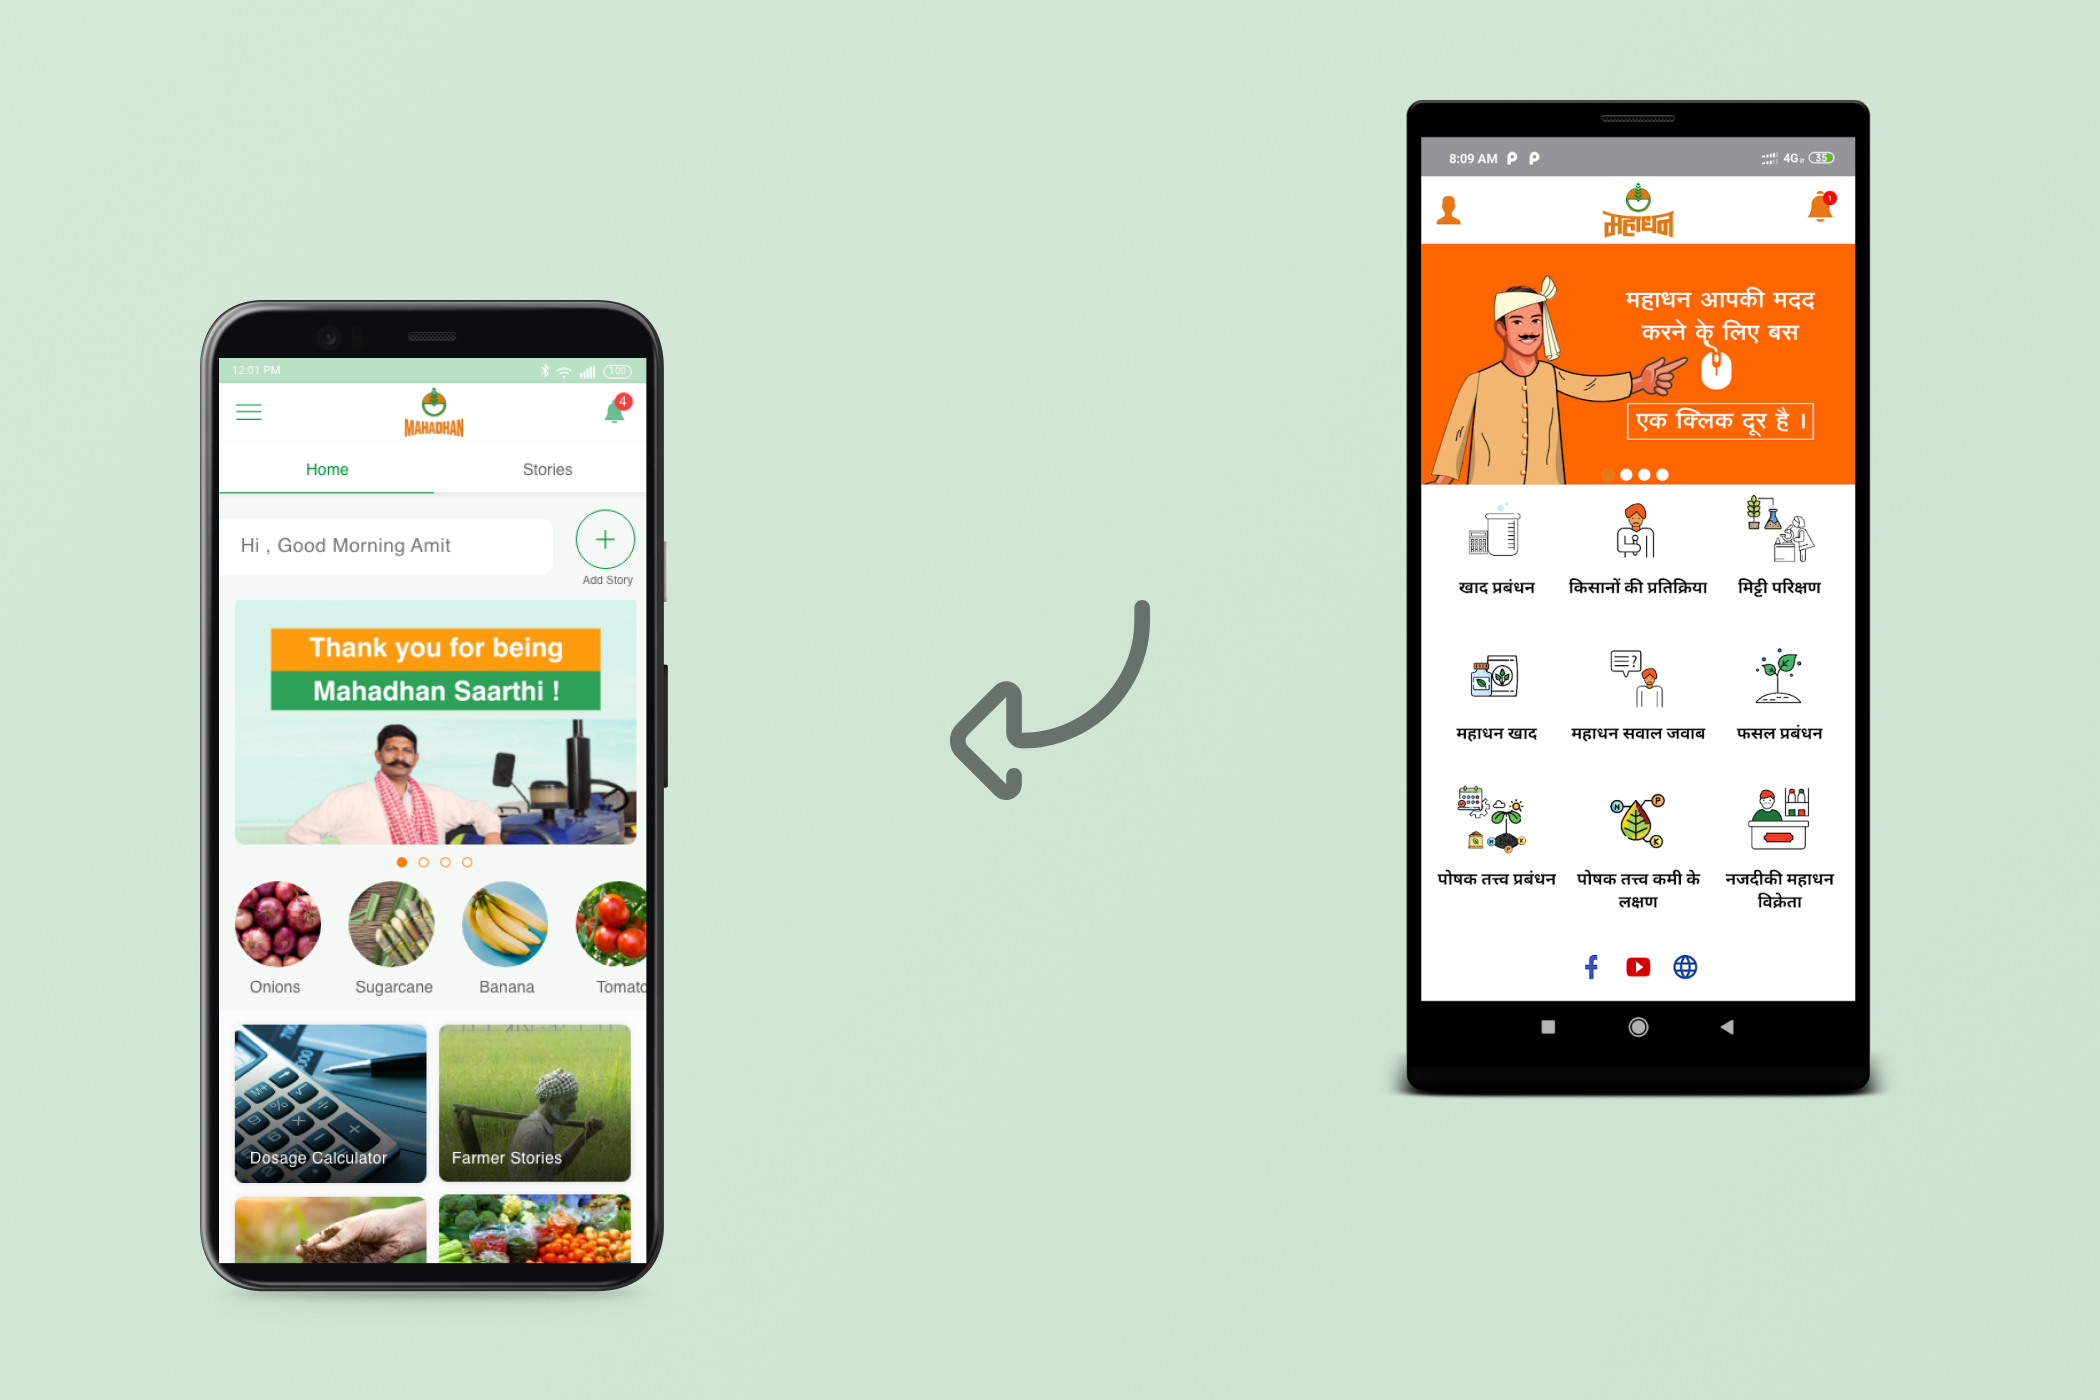 12:01 PM
100
MAHADHAN
4
Home
Stories
Hi , Good Morning Amit
Add Story
Thank you for being
Mahadhan Saarthi !
Onions
Sugarcane
Banana
Tomato
Dosage Calculator
Farmer Stories
8:09 AM
4G
35
महाधन
1
महाधन आपकी मदद
करने के लिए बस
एक क्लिक दूर है ।
खाद प्रबंधन
किसानों की प्रतिक्रिया
मिट्टी परिक्षण
महाधन खाद
महाधन सवाल जवाब
फसल प्रबंधन
N
P
K
पोषक तत्त्व प्रबंधन
पोषक तत्त्व कमी के
लक्षण
नजदीकी महाधन
विक्रेता